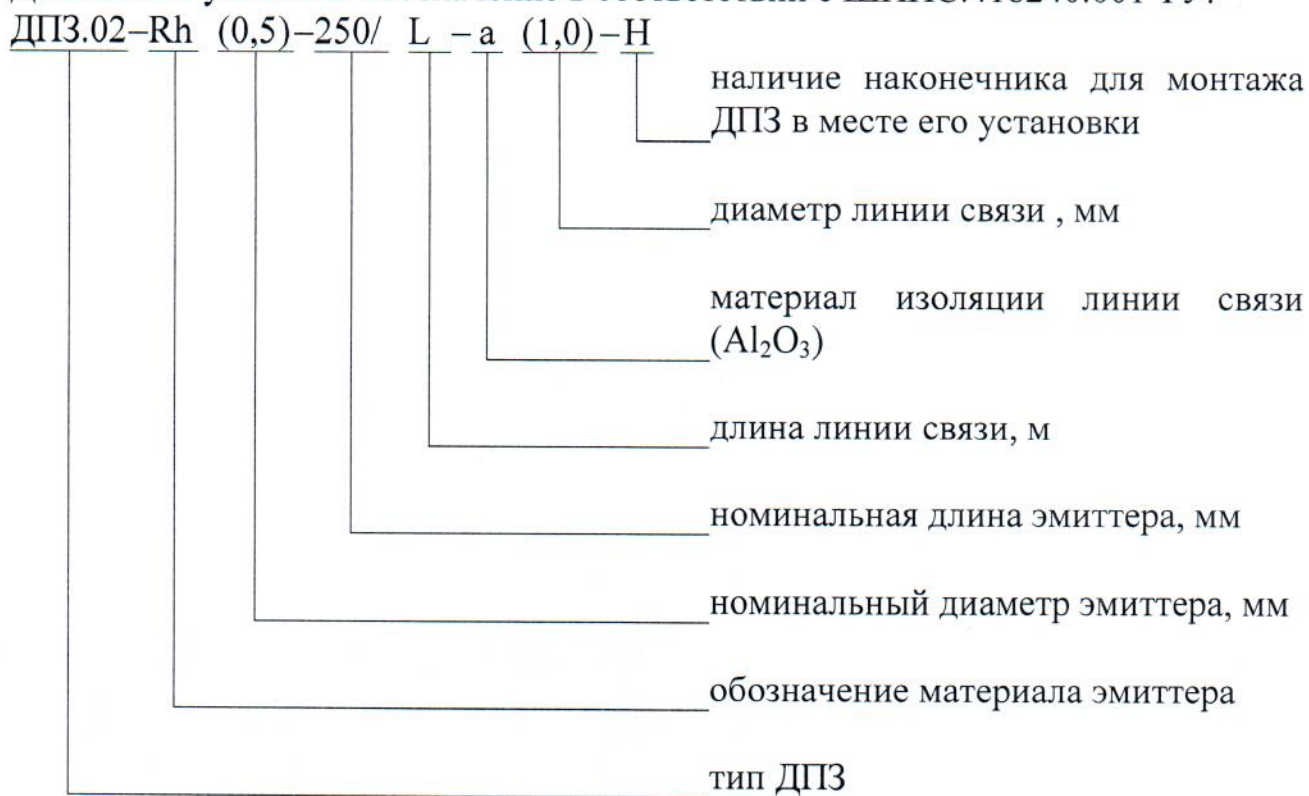 ДПЗ.02–Rh (0,5)–250/ L –a (1,0)–Н
наличие наконечника для монтажа
ДПЗ в месте его установки
диаметр линии связи , мм
материал изоляции линии связи
(Al₂O₃)
длина линии связи, м
номинальная длина эмиттера, мм
номинальный диаметр эмиттера, мм
обозначение материала эмиттера
тип ДПЗ